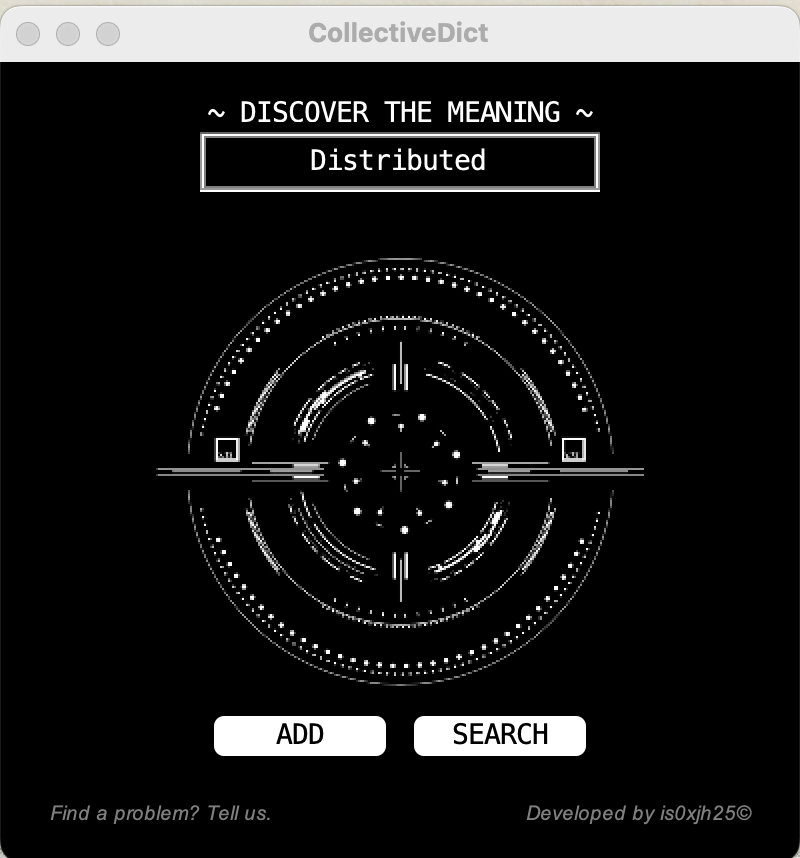 CollectiveDict
~ DISCOVER THE MEANING ~
Distributed
ADD
SEARCH
Find a problem? Tell us.
Developed by is0xjh25©